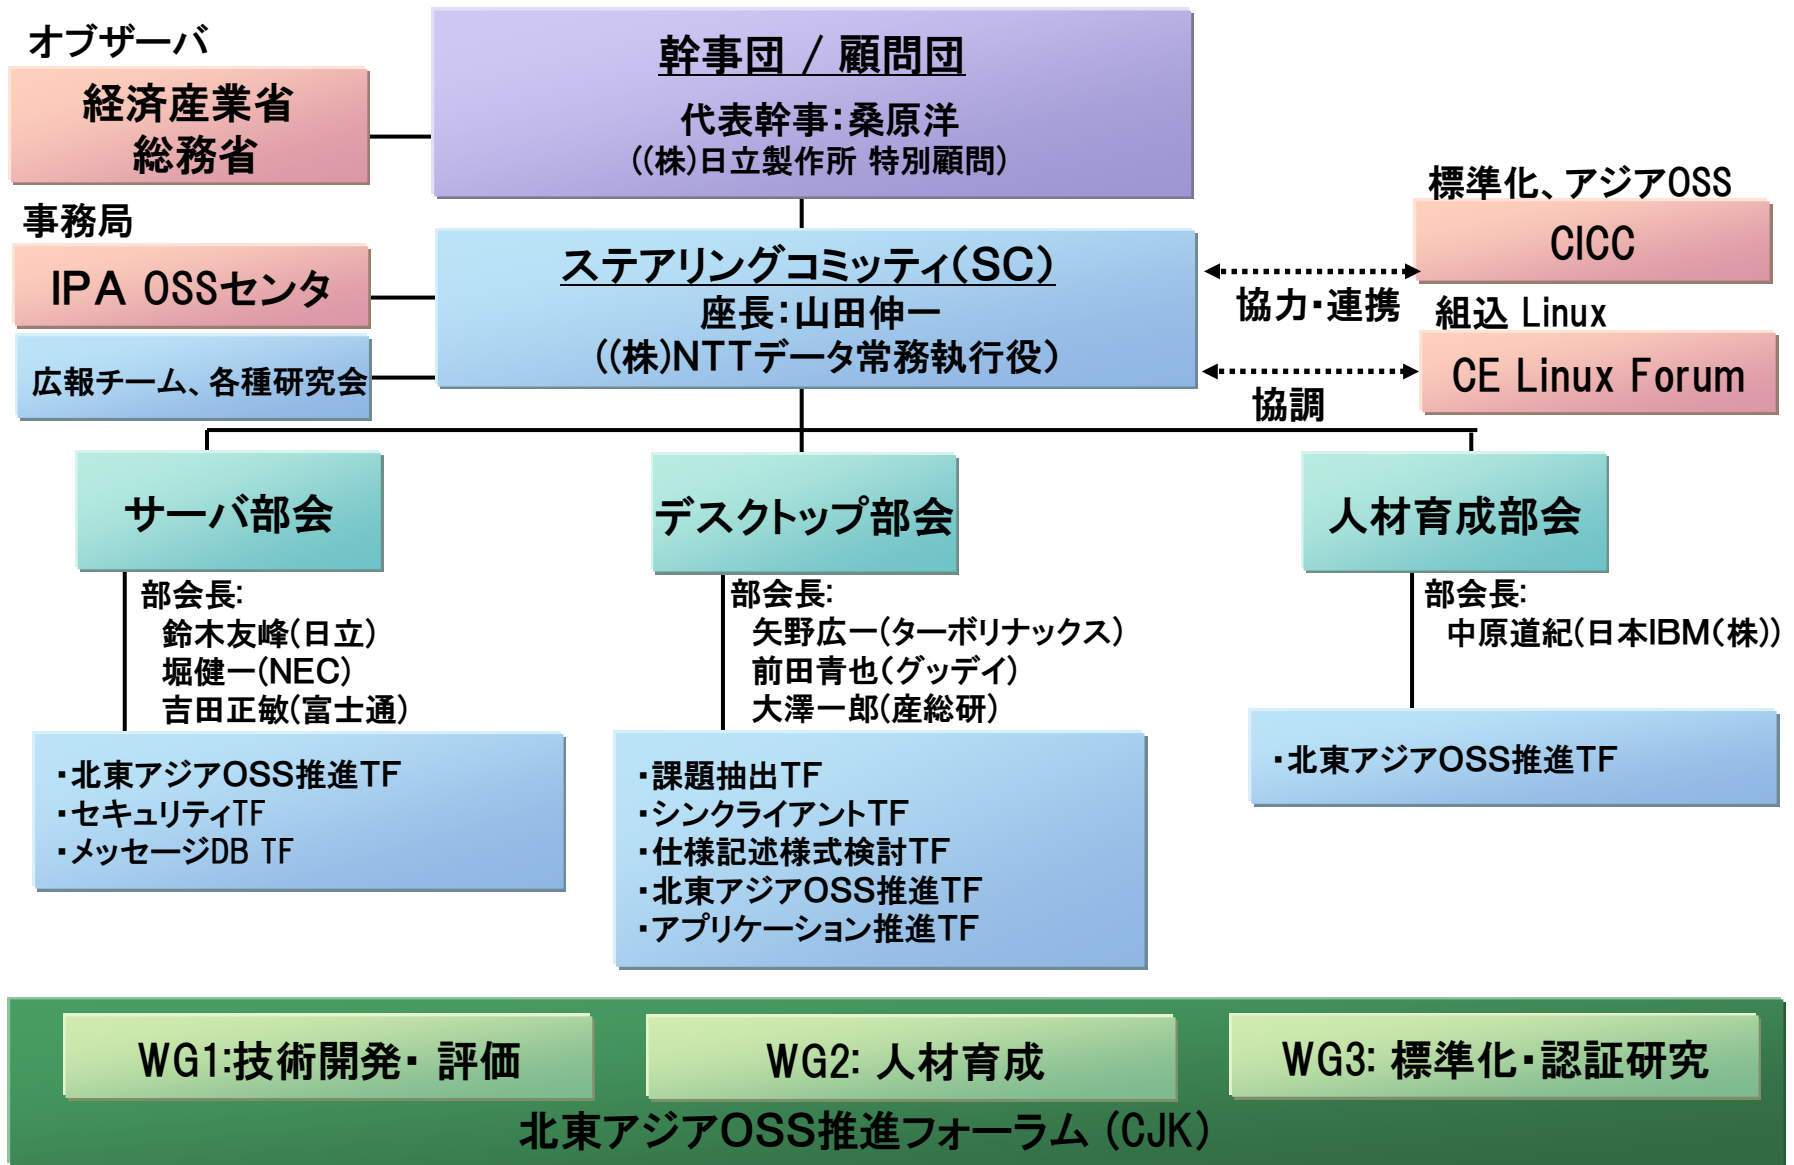 オブザーバ
経済産業省
総務省
幹事団 / 顧問団
代表幹事:桑原洋
((株)日立製作所 特別顧問)
事務局
IPA OSSセンタ
広報チーム、各種研究会
ステアリングコミッティ(SC)
座長:山田伸一
((株)NTTデータ常務執行役)
標準化、アジアOSS
CICC
協力・連携
組込 Linux
CE Linux Forum
協調
サーバ部会
部会長:
鈴木友峰(日立)
堀健一(NEC)
吉田正敏(富士通)
・北東アジアOSS推進TF
・セキュリティTF
・メッセージDB TF
デスクトップ部会
部会長:
矢野広一(ターボリナックス)
前田青也(グッデイ)
大澤一郎(産総研)
・課題抽出TF
・シンクライアントTF
・仕様記述様式検討TF
・北東アジアOSS推進TF
・アプリケーション推進TF
人材育成部会
部会長:
中原道紀(日本IBM(株))
・北東アジアOSS推進TF
WG1:技術開発・ 評価
WG2: 人材育成
WG3: 標準化・認証研究
北東アジアOSS推進フォーラム (CJK)